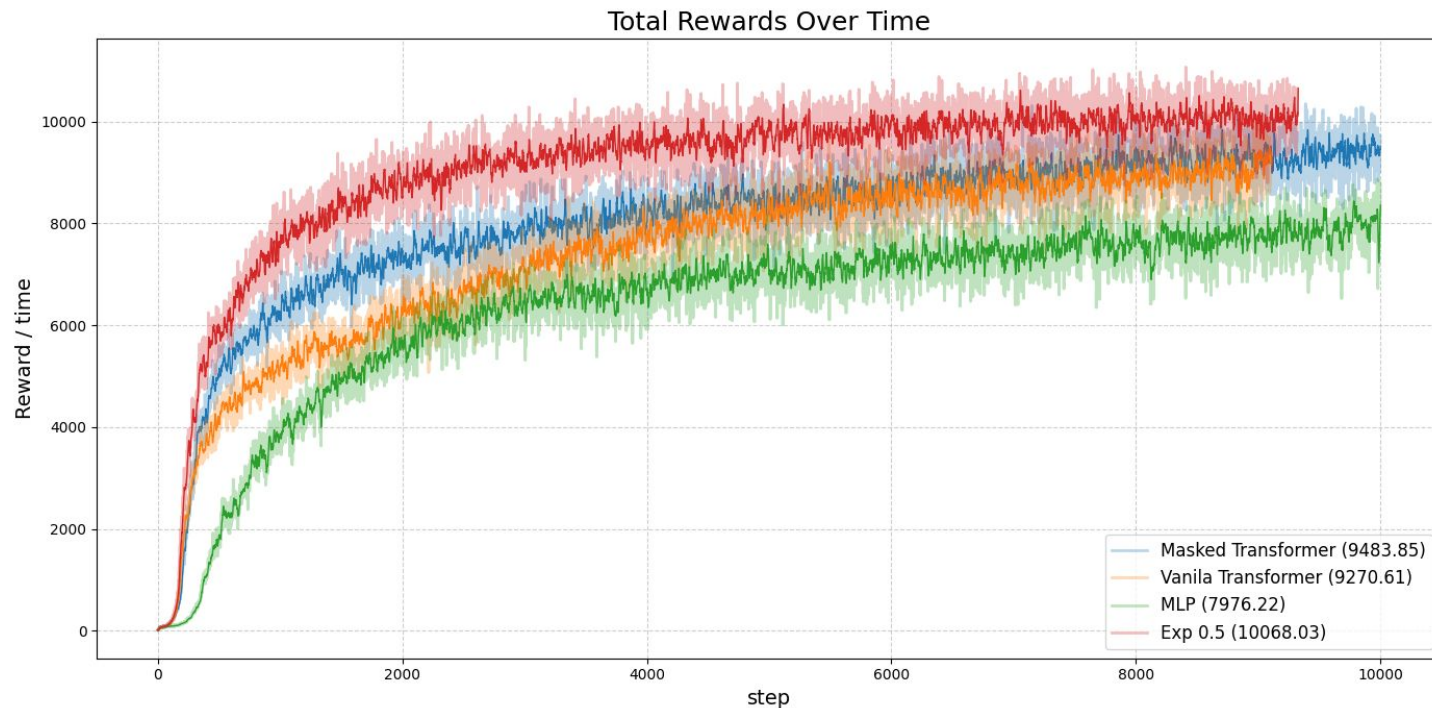 Total Rewards Over Time
10000
8000
6000
4000
2000
0
Reward / time
0 2000 4000 6000 8000 10000
step
Masked Transformer (9483.85)
Vanila Transformer (9270.61)
MLP (7976.22)
Exp 0.5 (10068.03)